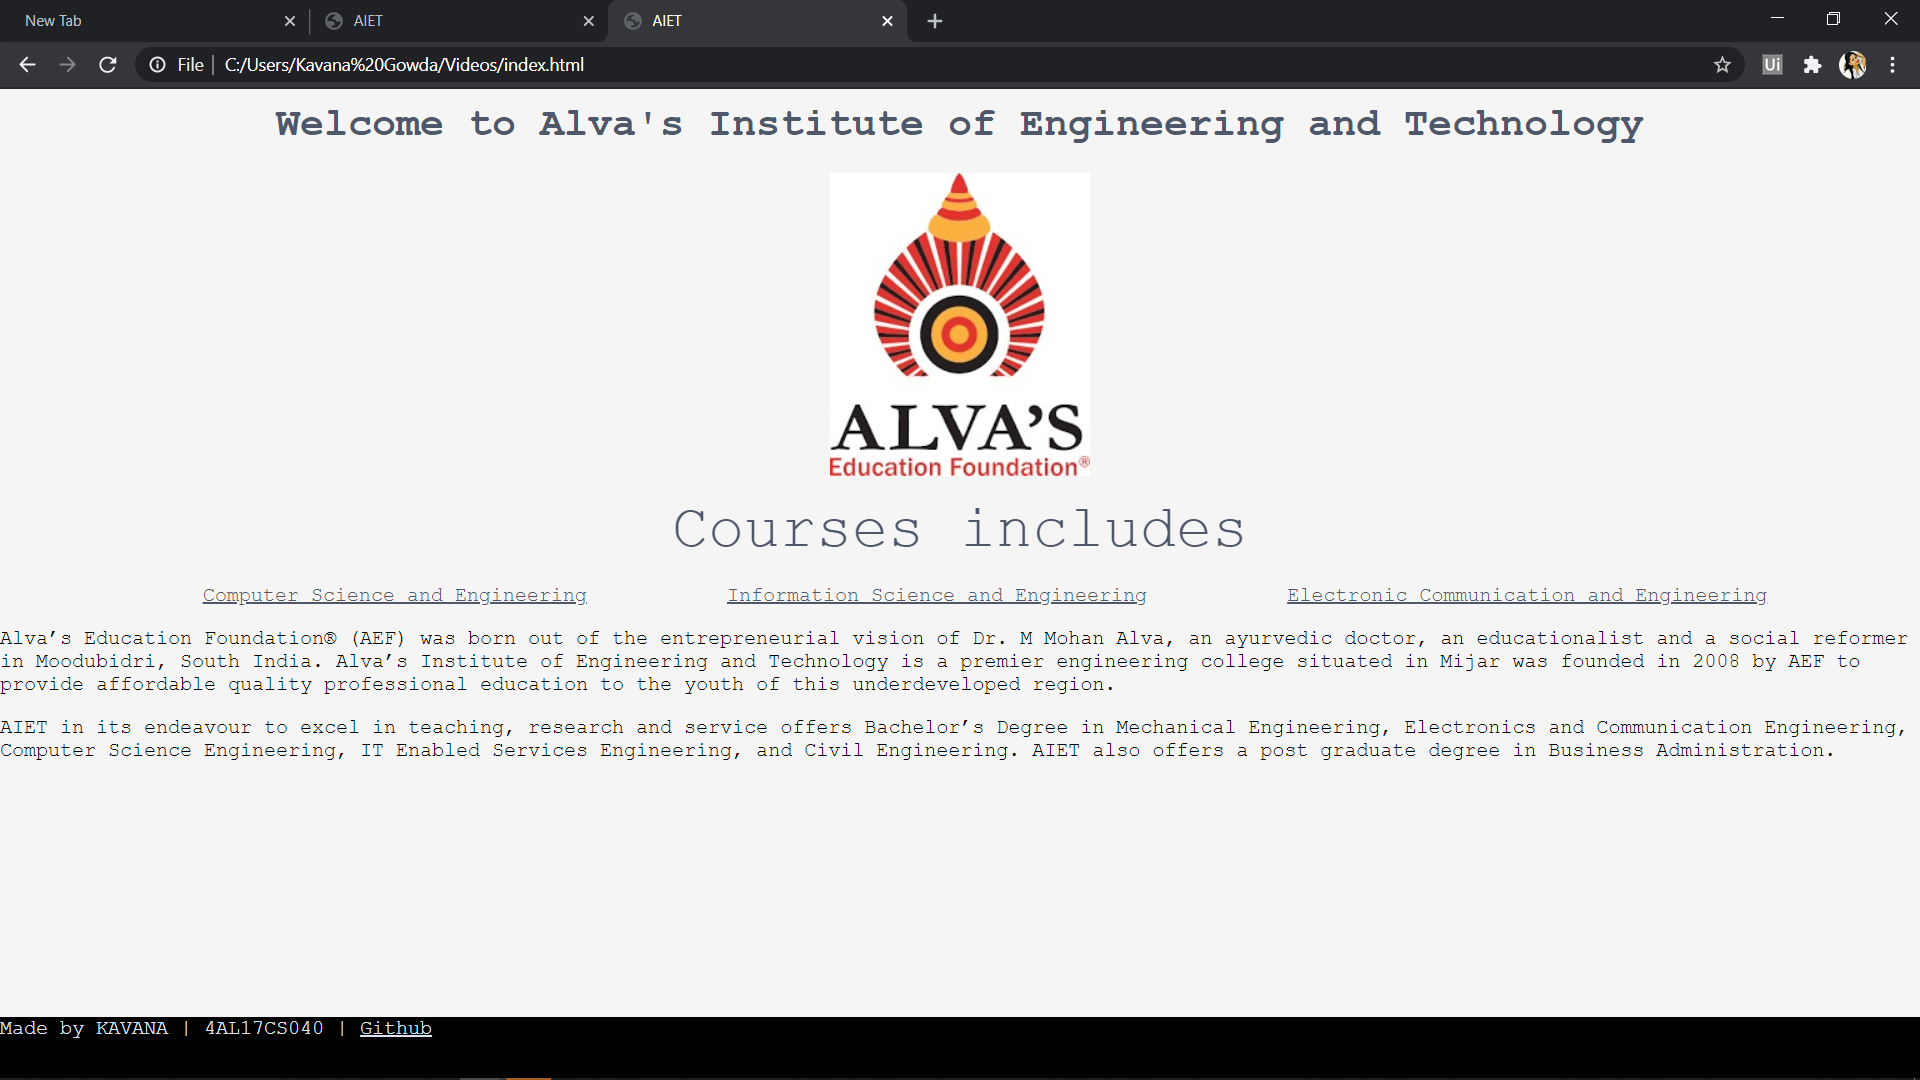 New Tab
AIET
AIET
File
C:/Users/Kavana%20Gowda/Videos/index.html
Ui
Welcome to Alva's Institute of Engineering and Technology
ALVA'S
Education Foundation®
Courses includes
Computer Science and Engineering
Information Science and Engineering
Electronic Communication and Engineering
Alva’s Education Foundation® (AEF) was born out of the entrepreneurial vision of Dr. M Mohan Alva, an ayurvedic doctor, an educationalist and a social reformer
in Moodubidri, South India. Alva’s Institute of Engineering and Technology is a premier engineering college situated in Mijar was founded in 2008 by AEF to
provide affordable quality professional education to the youth of this underdeveloped region.
AIET in its endeavour to excel in teaching, research and service offers Bachelor’s Degree in Mechanical Engineering, Electronics and Communication Engineering,
Computer Science Engineering, IT Enabled Services Engineering, and Civil Engineering. AIET also offers a post graduate degree in Business Administration.
Made by KAVANA | 4AL17CS040 | Github